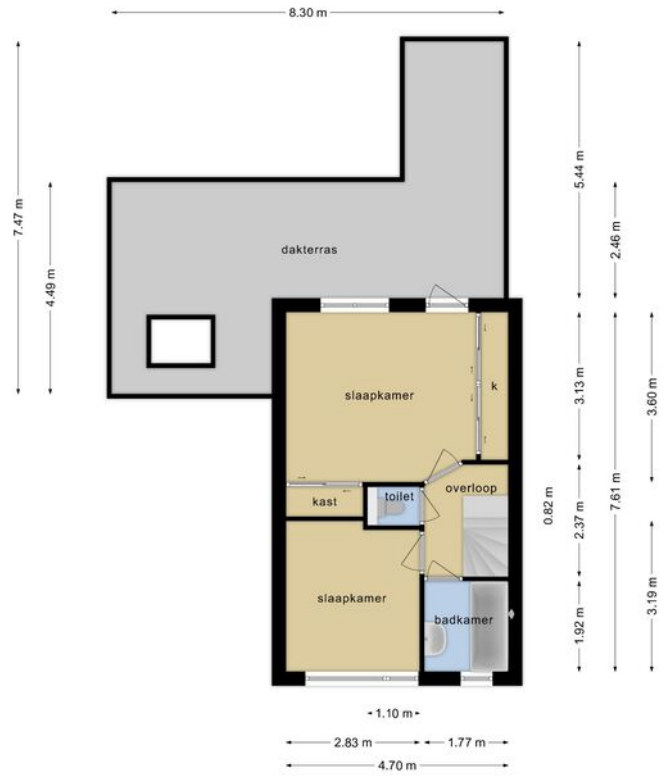 8.30 m
7.47 m
4.49 m
5.44 m
2.46 m
dakterras
slaapkamer
k
3.13 m
3.60 m
kast
toilet
overloop
0.82 m
2.37 m
7.61 m
slaapkamer
badkamer
1.92 m
3.19 m
1.10 m
2.83 m
1.77 m
4.70 m